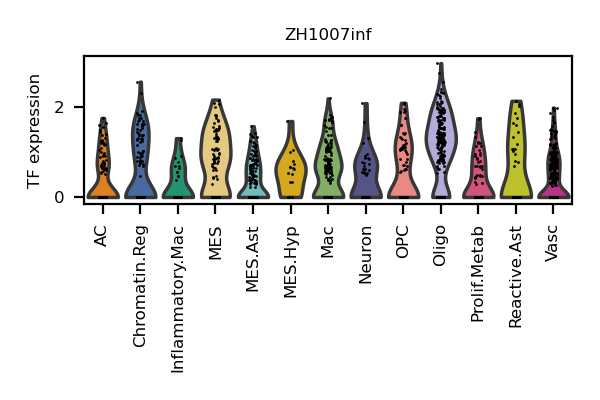 ZH1007inf
TF expression
2
0
AC
Chromatin.Reg
Inflammatory.Mac
MES
MES.Ast
MES.Hyp
Mac
Neuron
OPC
Oligo
Prolif.Metab
Reactive.Ast
Vasc